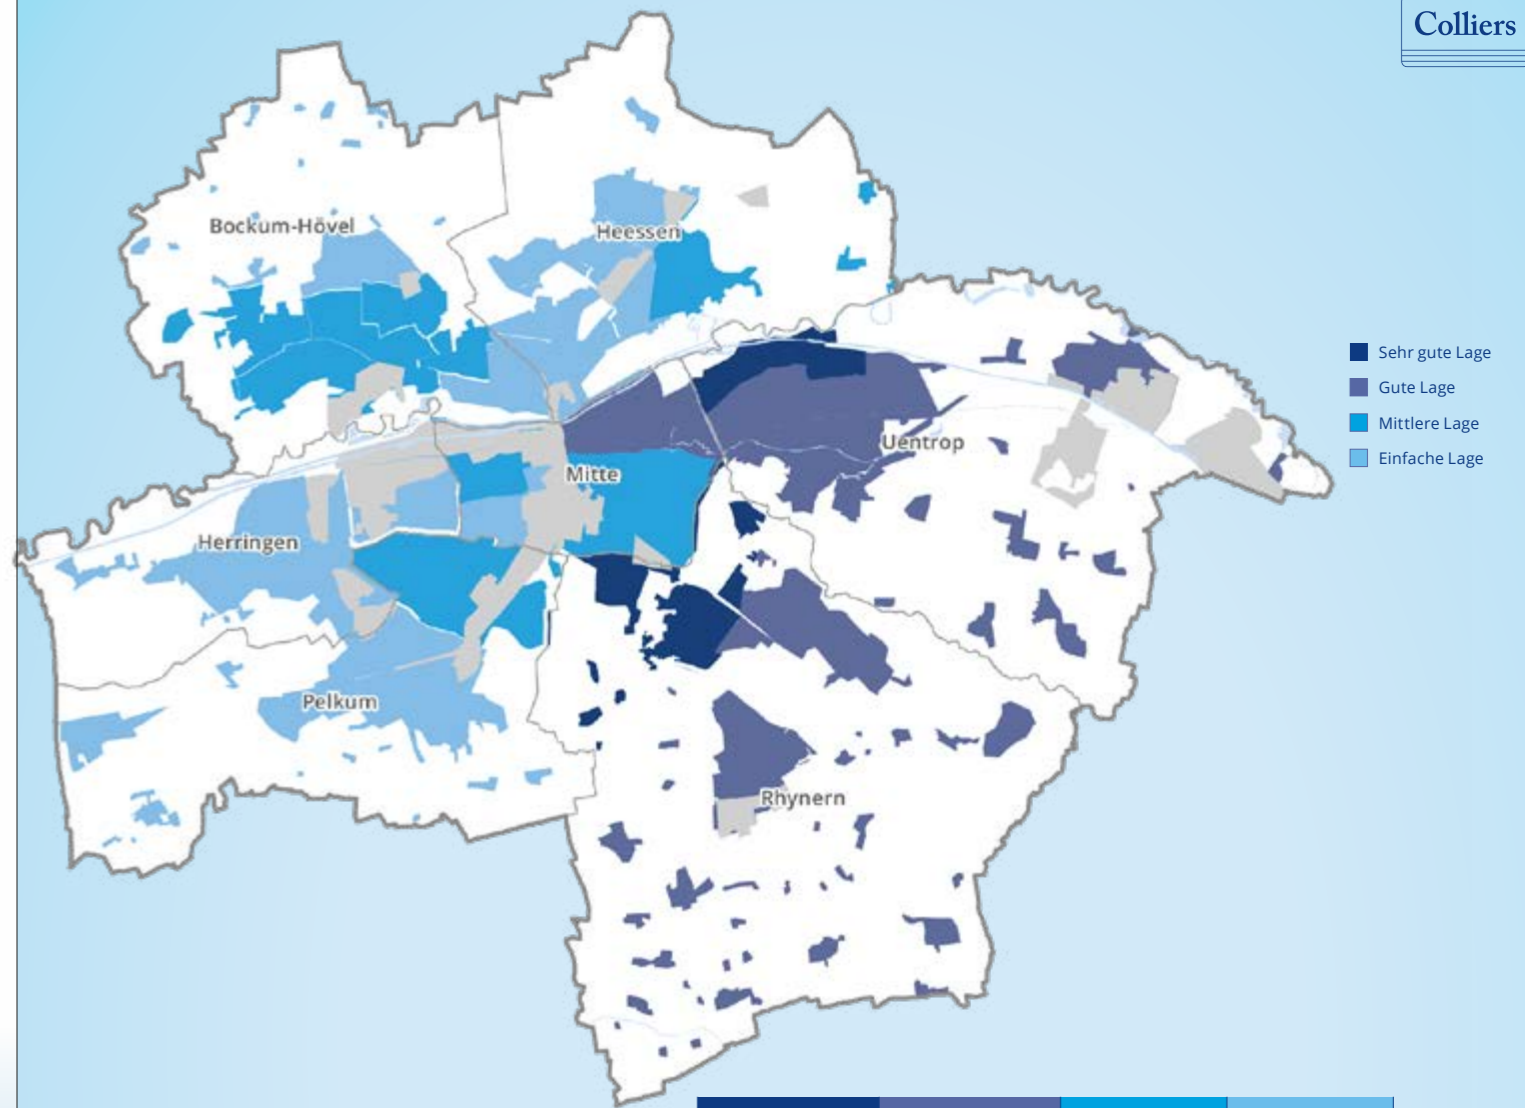 Colliers
Bockum-Hövel
Heessen
Sehr gute Lage
Gute Lage
Mittlere Lage
Einfache Lage
Uentrop
Mitte
Herringen
Pelkum
Rhynern